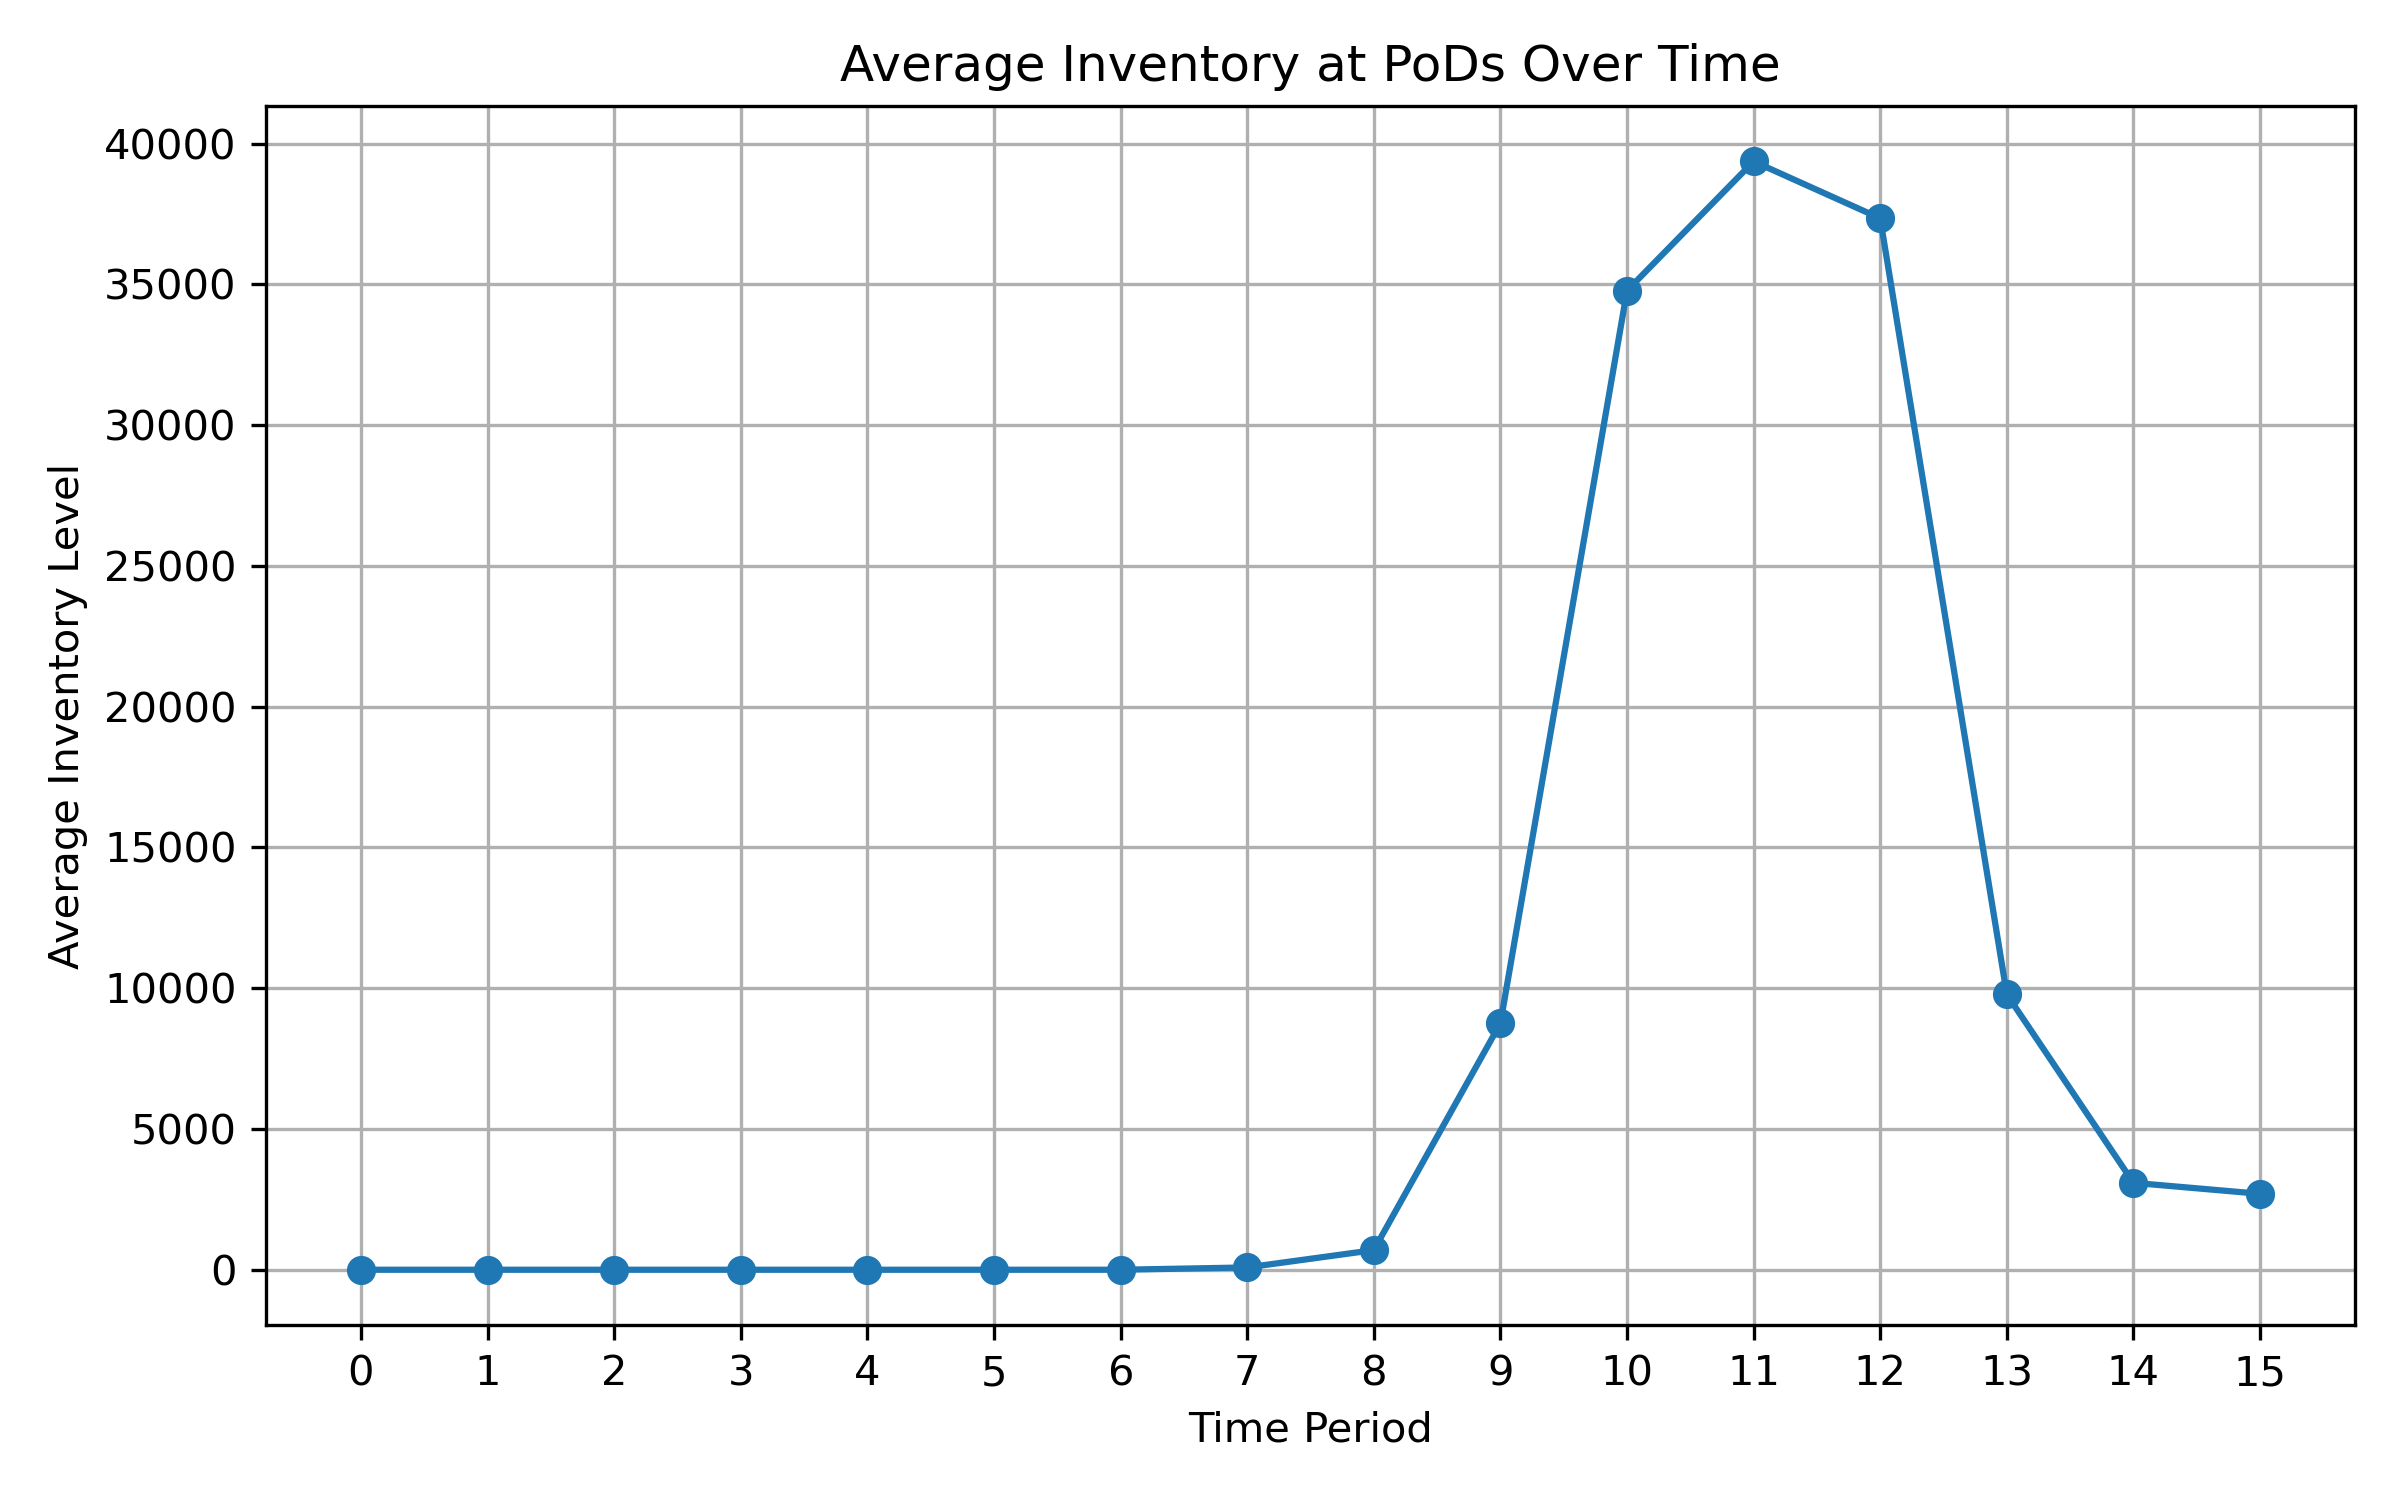 Average Inventory at PoDs Over Time
40000
35000
30000
25000
20000
15000
10000
5000
0
Average Inventory Level
0 1 2 3 4 5 6 7 8 9 10 11 12 13 14 15
Time Period